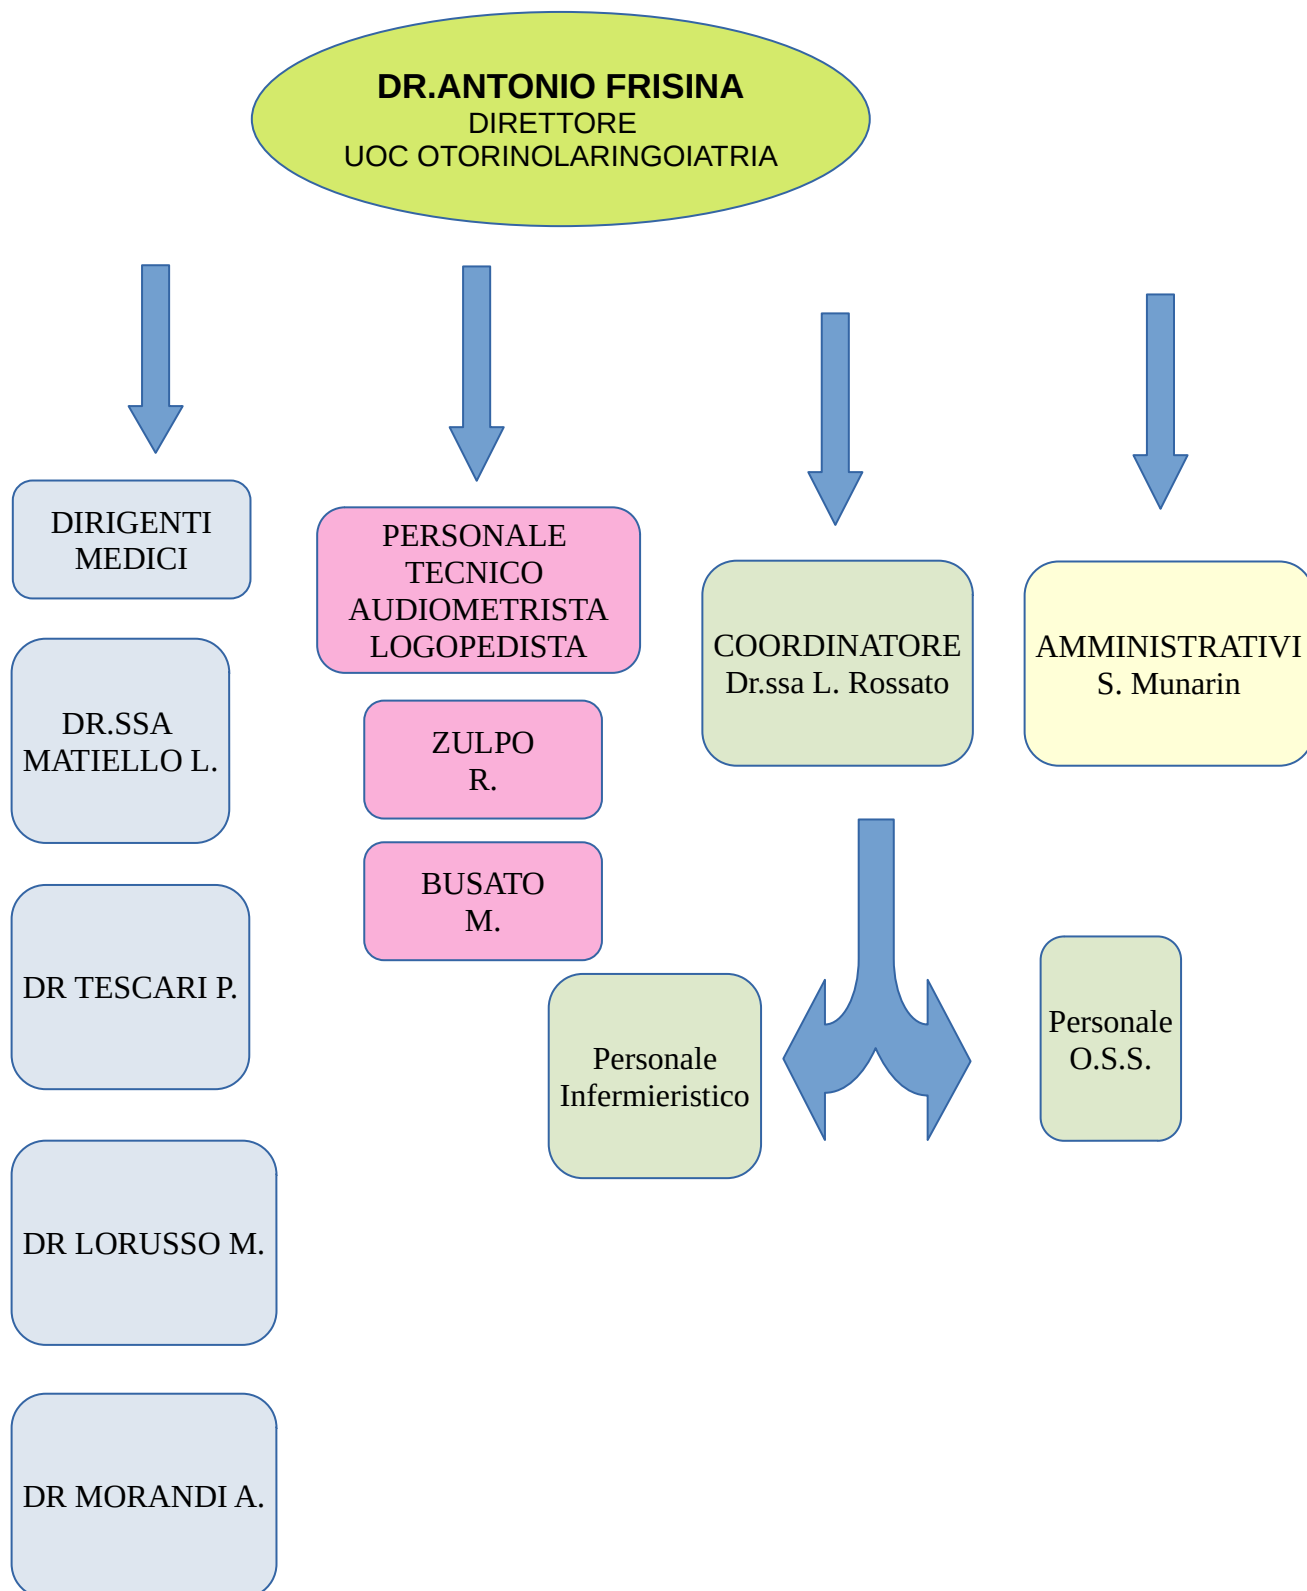 DR.ANTONIO FRISINA
DIRETTORE
UOC OTORINOLARINGOIATRIA
DIRIGENTI
MEDICI
DR.SSA
MATIELLO L.
DR TESCARI P.
DR LORUSSO M.
DR MORANDI A.
PERSONALE
TECNICO
AUDIOMETRISTA
LOGOPEDISTA
ZULPO
R.
BUSATO
M.
COORDINATORE
Dr.ssa L. Rossato
Personale
Infermieristico
Personale
O.S.S.
AMMINISTRATIVI
S. Munarin